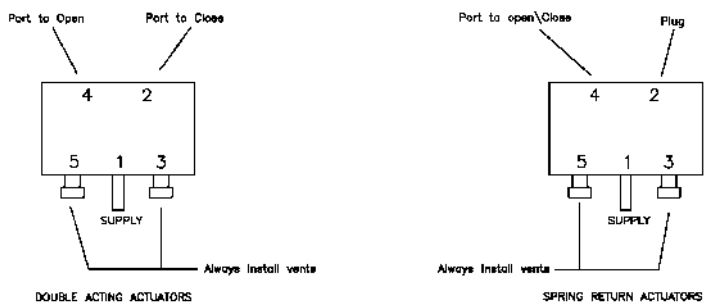 Port to Open
Port to Close
4 2
5 1 3
SUPPLY
Always Install vents
DOUBLE ACTING ACTUATORS
Port to open\Close
Plug
4 2
5 1 3
SUPPLY
Always Install vents
SPRING RETURN ACTUATORS